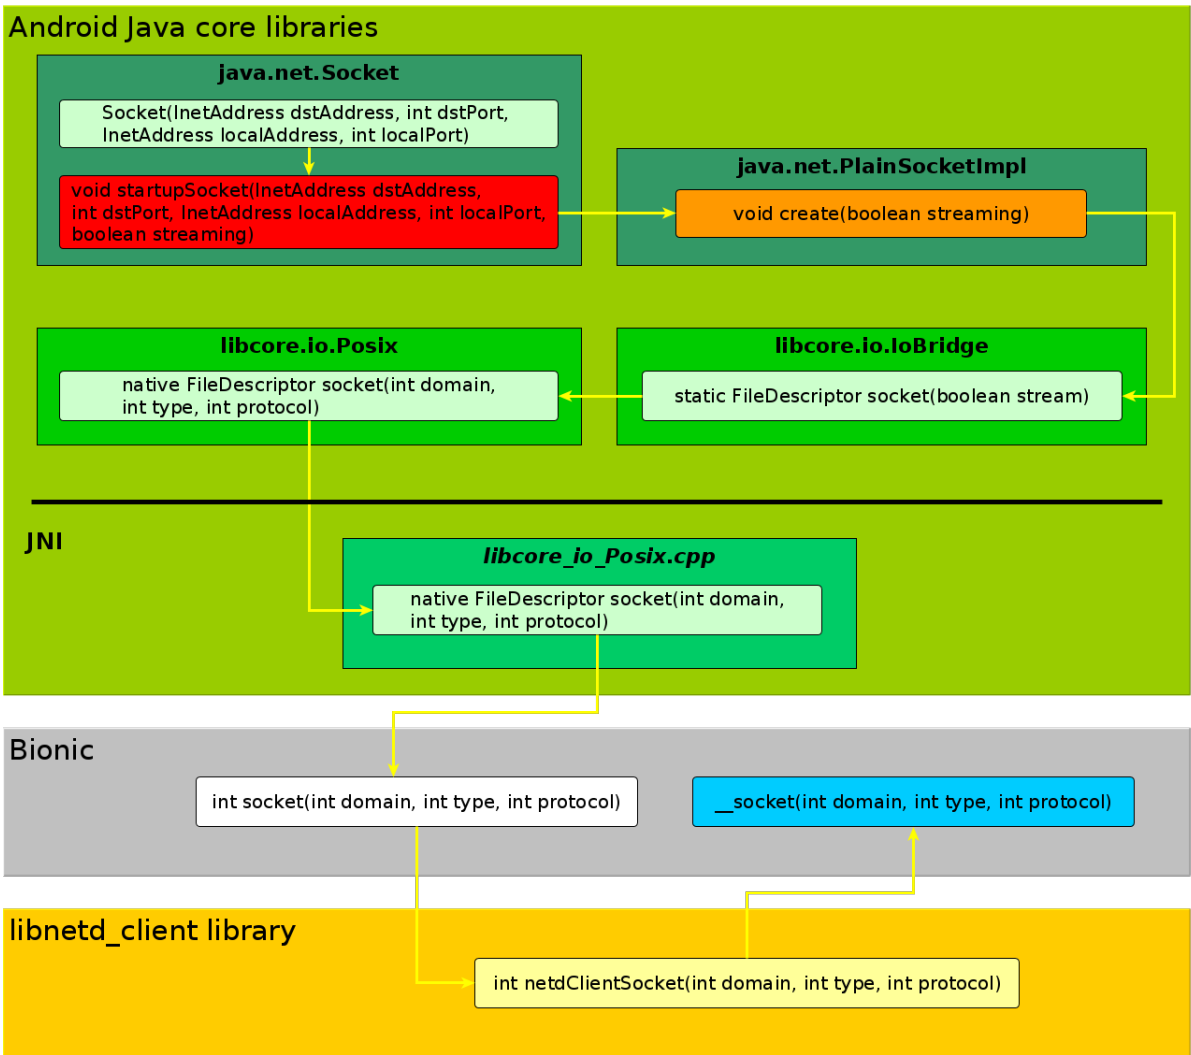 Android Java core libraries
java.net.Socket
Socket(InetAddress dstAddress, int dstPort,
InetAddress localAddress, int localPort)
void startupSocket(InetAddress dstAddress,
int dstPort, InetAddress localAddress, int localPort,
boolean streaming)
java.net.PlainSocketImpl
void create(boolean streaming)
libcore.io.Posix
native FileDescriptor socket(int domain,
int type, int protocol)
libcore.io.IoBridge
static FileDescriptor socket(boolean stream)
JNI
libcore_io_Posix.cpp
native FileDescriptor socket(int domain,
int type, int protocol)
Bionic
int socket(int domain, int type, int protocol)
__socket(int domain, int type, int protocol)
libnetd_client library
int netdClientSocket(int domain, int type, int protocol)